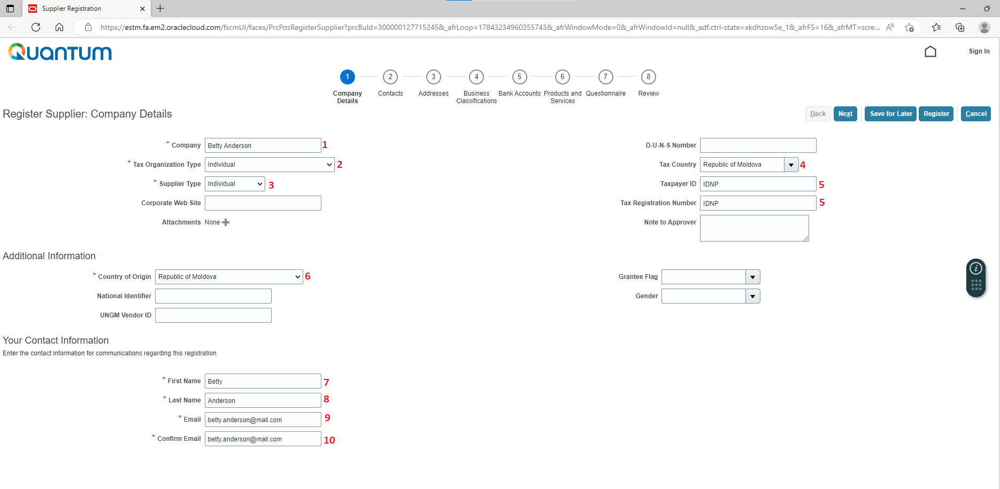 Supplier Registration
https://estm.fa.em2.oraclecloud.com/fscmUI/faces/PrcPosRegisterSupplier?prcBuId=300000127715245&_afrLoop=17843234960355743&_afrWindowMode=0&_afrWindowId=null&_adf.ctrl-state=xkdhzow5e_1&_afrFS=16&_afrMT=scre...
QUANTUM
Sign In
1 2 3 4 5 6 7 8
Company Details
Contacts
Addresses
Business Classifications
Bank Accounts
Products and Services
Questionnaire
Review
Register Supplier: Company Details
Back Next Save for Later Register Cancel
* Company Betty Anderson 1
D-U-N-S Number
* Tax Organization Type Individual 2
Tax Country Republic of Moldova 4
* Supplier Type Individual 3
Taxpayer ID IDNP 5
Corporate Web Site
Tax Registration Number IDNP 5
Attachments None
Note to Approver
Additional Information
* Country of Origin Republic of Moldova 6
Grantee Flag
National Identifier
Gender
UNGM Vendor ID
Your Contact Information
Enter the contact information for communications regarding this registration.
* First Name Betty 7
* Last Name Anderson 8
* Email betty.anderson@mail.com 9
* Confirm Email betty.anderson@mail.com 10